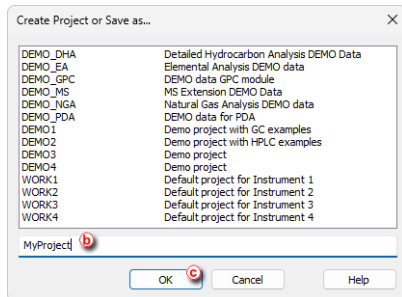 Create Project or Save as...
DEMO_DHA Detailed Hydrocarbon Analysis DEMO Data
DEMO_EA Elemental Analysis DEMO data
DEMO_GPC DEMO data GPC module
DEMO_MS MS Extension DEMO Data
DEMO_NGA Natural Gas Analysis DEMO data
DEMO_PDA DEMO data for PDA
DEMO1 Demo project with GC examples
DEMO2 Demo project with HPLC examples
DEMO3 Demo project
DEMO4 Demo project
WORK1 Default project for Instrument 1
WORK2 Default project for Instrument 2
WORK3 Default project for Instrument 3
WORK4 Default project for Instrument 4
MyProject b
OK c Cancel Help